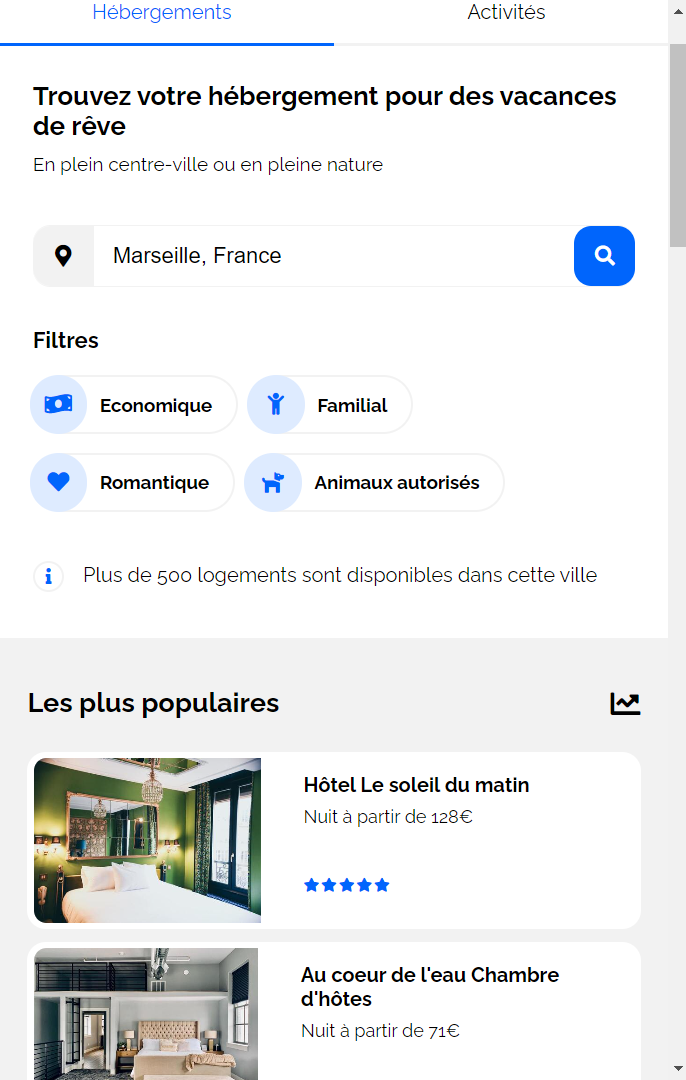 Hébergements
Activités
Trouvez votre hébergement pour des vacances
de rêve
En plein centre-ville ou en pleine nature
Marseille, France
Filtres
Economique
Familial
Romantique
Animaux autorisés
Plus de 500 logements sont disponibles dans cette ville
Les plus populaires
Hôtel Le soleil du matin
Nuit à partir de 128€
Au coeur de l'eau Chambre
d'hôtes
Nuit à partir de 71€